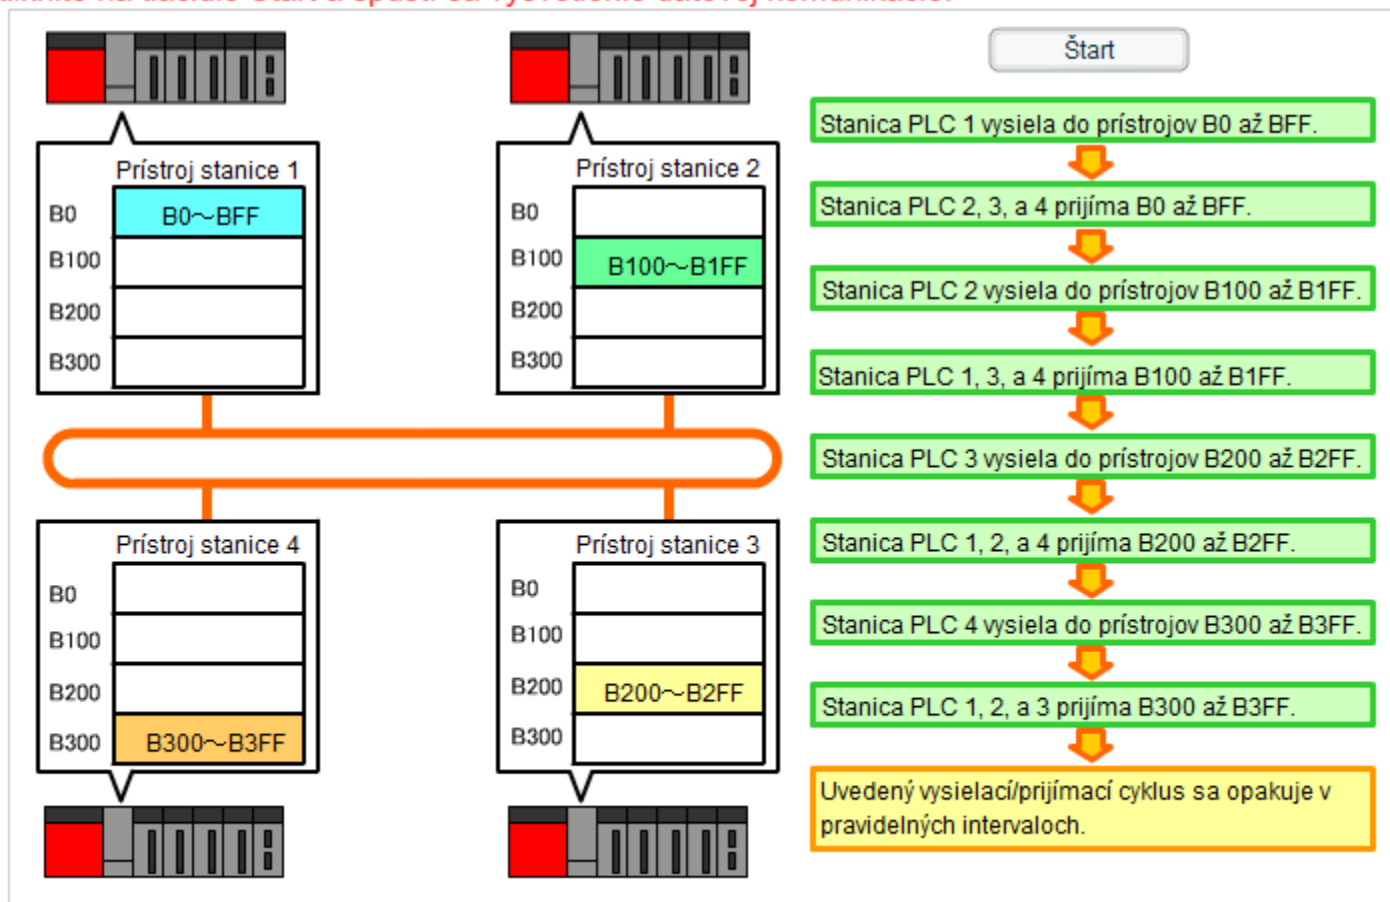 Štart
Prístroj stanice 1
B0 B0~BFF
B100
B200
B300
Prístroj stanice 2
B0
B100 B100~B1FF
B200
B300
Prístroj stanice 4
B0
B100
B200
B300 B300~B3FF
Prístroj stanice 3
B0
B100
B200 B200~B2FF
B300
Stanica PLC 1 vysiela do prístrojov B0 až BFF.
Stanica PLC 2, 3, a 4 prijíma B0 až BFF.
Stanica PLC 2 vysiela do prístrojov B100 až B1FF.
Stanica PLC 1, 3, a 4 prijíma B100 až B1FF.
Stanica PLC 3 vysiela do prístrojov B200 až B2FF.
Stanica PLC 1, 2, a 4 prijíma B200 až B2FF.
Stanica PLC 4 vysiela do prístrojov B300 až B3FF.
Stanica PLC 1, 2, a 3 prijíma B300 až B3FF.
Uvedený vysielací/prijímací cyklus sa opakuje v
pravidelných intervaloch.